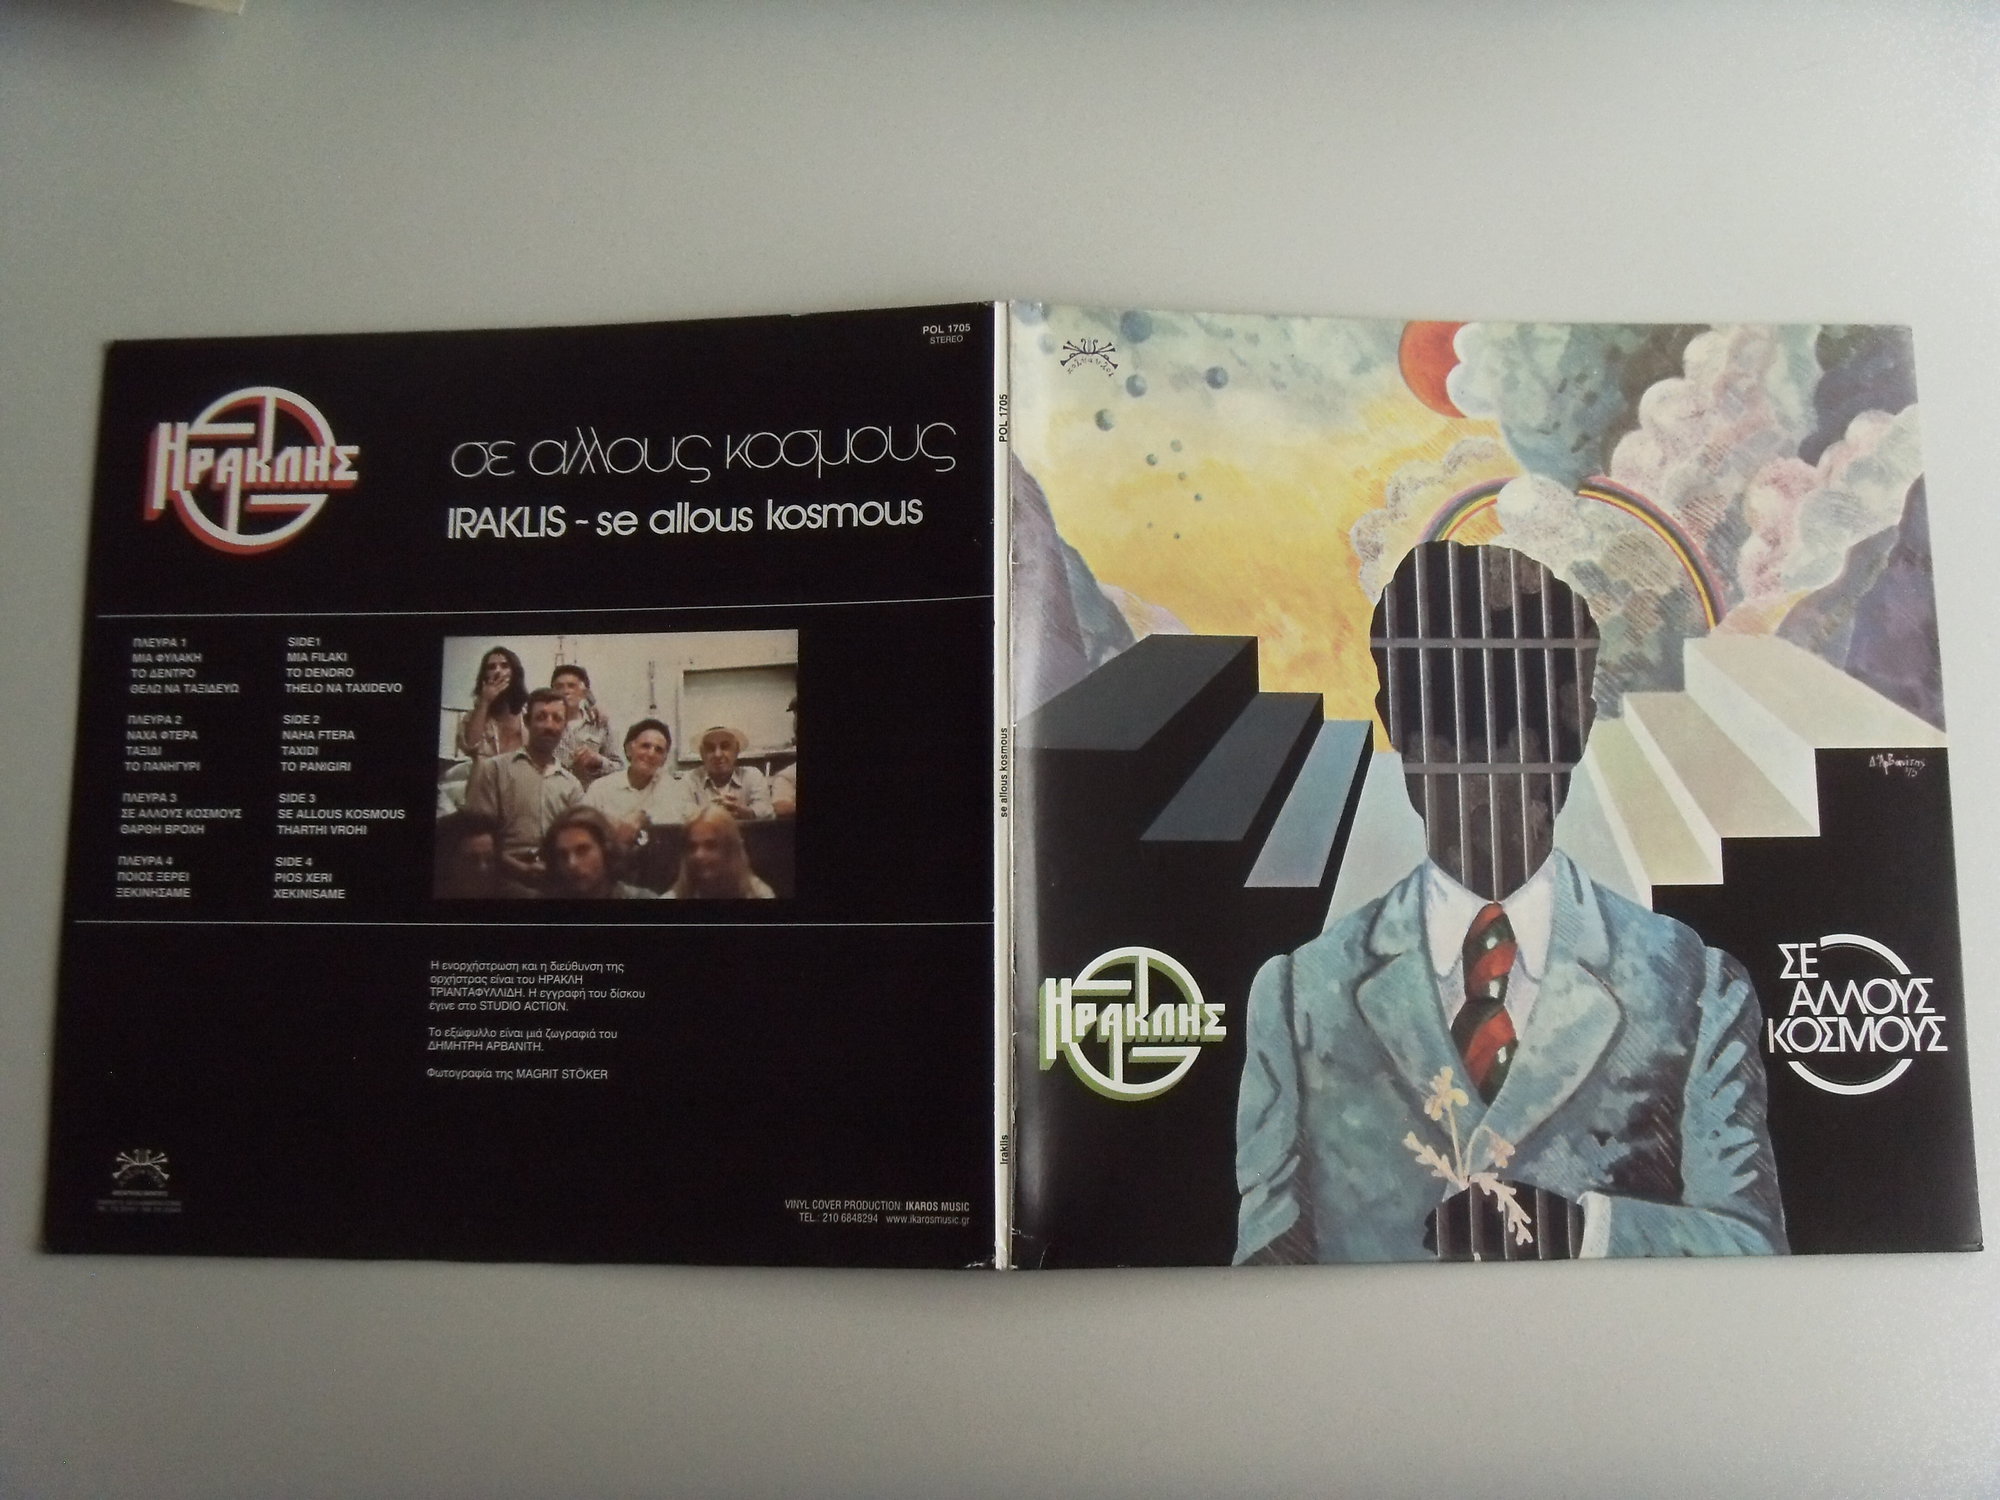 POL 1705
STEREO
ΗΡΑΚΛΗΣ
σε αλλους κοσμους
IRAKLIS ~ se allous kosmous
ΠΛΕΥΡΑ 1
ΜΙΑ ΦΥΛΑΚΗ
ΤΟ ΔΕΝΤΡΟ
ΘΕΛΩ ΝΑ ΤΑΞΙΔΕΥΩ
ΠΛΕΥΡΑ 2
ΝΑΧΑ ΦΤΕΡΑ
ΤΑΞΙΔΙ
ΤΟ ΠΑΝΗΓΥΡΙ
ΠΛΕΥΡΑ 3
ΣΕ ΑΛΛΟΥΣ ΚΟΣΜΟΥΣ
ΘΑΡΘΗ ΒΡΟΧΗ
ΠΛΕΥΡΑ 4
ΠΟΙΟΣ ΞΕΡΕΙ
ΞΕΚΙΝΗΣΑΜΕ
SIDE1
MIA FILAKI
TO DENDRO
THELO NA TAXIDEVO
SIDE 2
NAHA FTERA
TAXIDI
TO PANIGIRI
SIDE 3
SE ALLOUS KOSMOUS
THARTHI VROHI
SIDE 4
PIOS XERI
XEKINISAME
Η ενορχήστρωση και η διεύθυνση της
ορχήστρας είναι του ΗΡΑΚΛΗ
ΤΡΙΑΝΤΑΦΥΛΛΙΔΗ. Η εγγραφή του δίσκου
έγινε στο STUDIO ACTION.
Το εξώφυλλο είναι μιά ζωγραφιά του
ΔΗΜΗΤΡΗ ΑΡΒΑΝΙΤΗ.
Φωτογραφία της MAGRIT STÖKER
VINYL COVER PRODUCTION: IKAROS MUSIC
TEL.: 210 6848294 www.ikarosmusic.gr
POL 1705
se allous kosmous
Iraklis
πολύαυλοι
Δ. Αρβανίτης
ΗΡΑΚΛΗΣ
ΣΕ
ΑΛΛΟΥΣ
ΚΟΣΜΟΥΣ